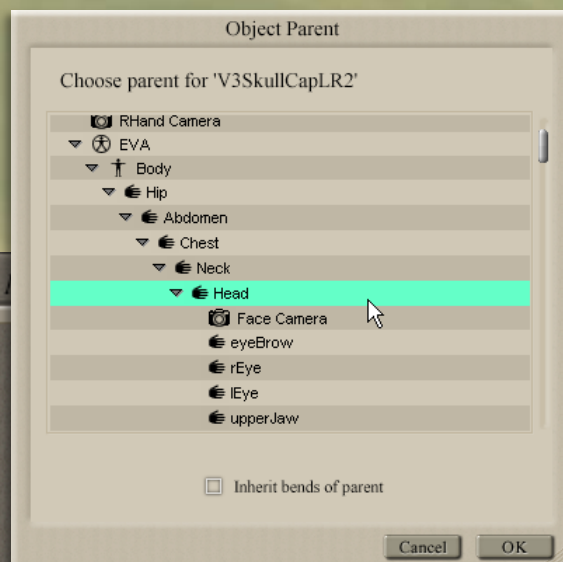 Object Parent
Choose parent for 'V3SkullCapLR2'
RHand Camera
EVA
Body
Hip
Abdomen
Chest
Neck
Head
Face Camera
eyeBrow
rEye
lEye
upperJaw
Inherit bends of parent
Cancel
OK